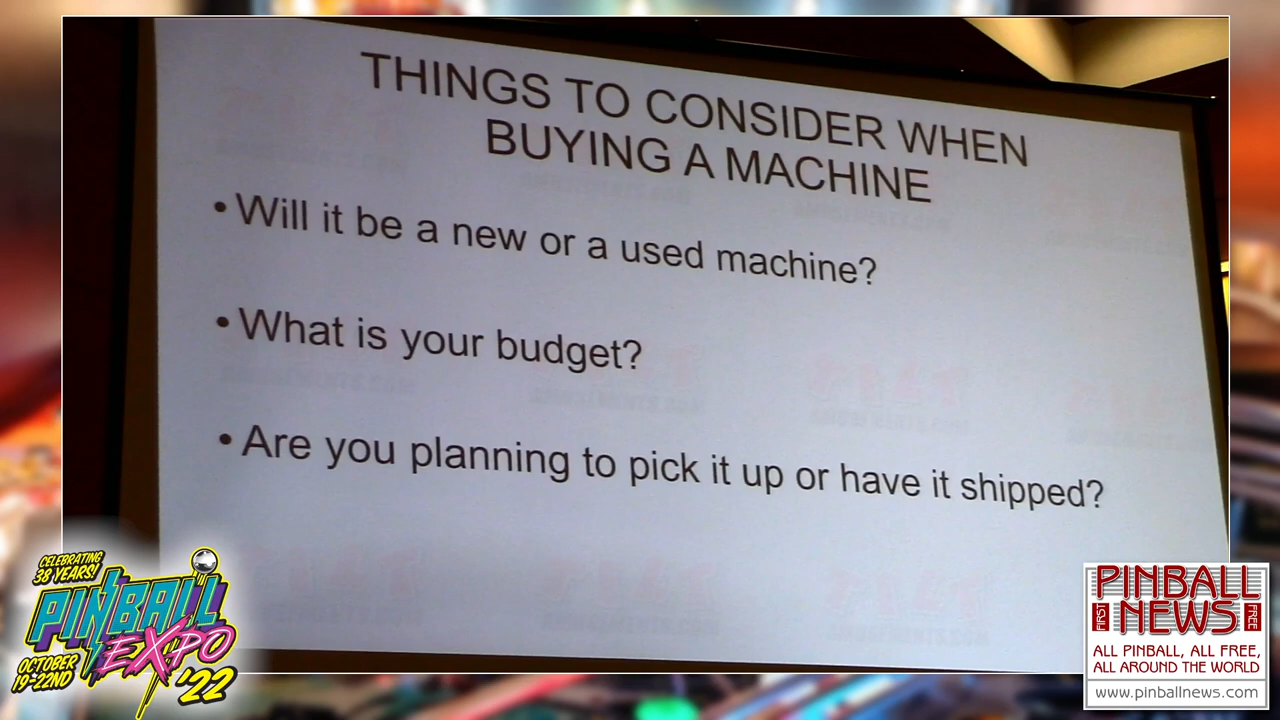 THINGS TO CONSIDER WHEN
BUYING A MACHINE
• Will it be a new or a used machine?
• What is your budget?
• Are you planning to pick it up or have it shipped?
CELEBRATING
38 YEARS!
PINBALL
EXPO
OCTOBER
19-22ND
'22
PINBALL
FIRST NEWS FREE
ALL PINBALL, ALL FREE,
ALL AROUND THE WORLD
www.pinballnews.com